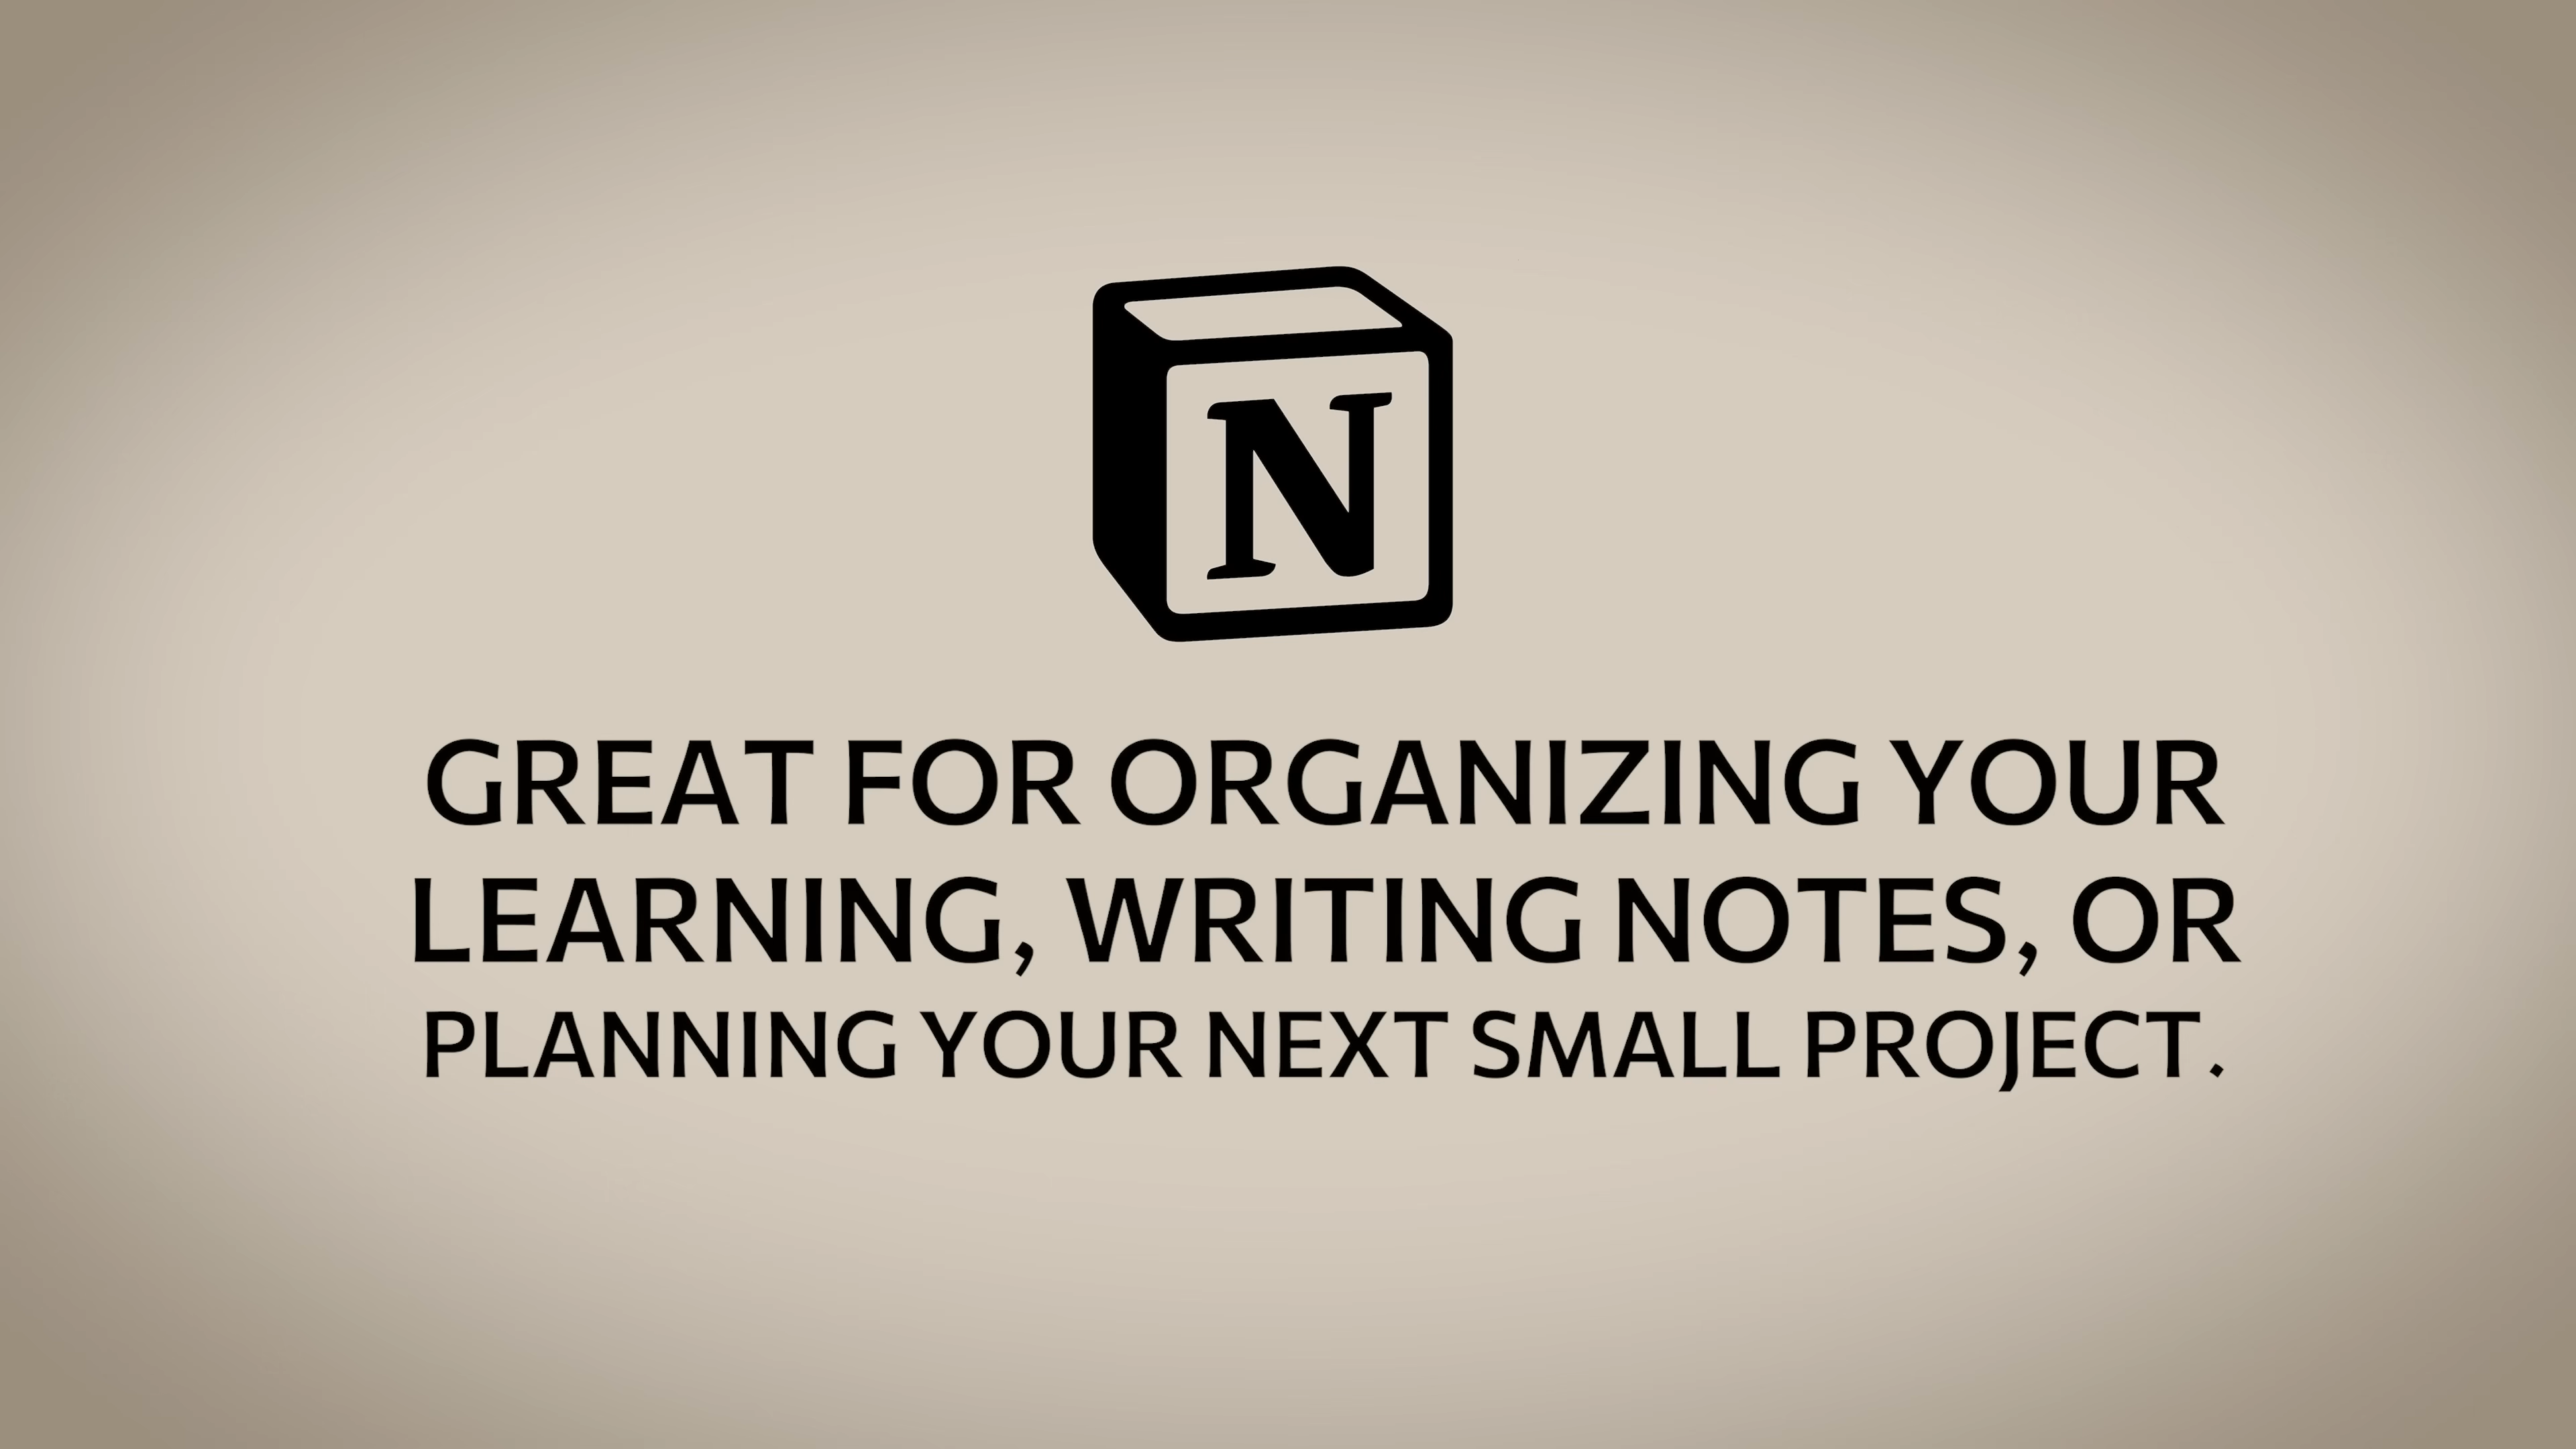 N
GREAT FOR ORGANIZING YOUR
LEARNING, WRITING NOTES, OR
PLANNING YOUR NEXT SMALL PROJECT.